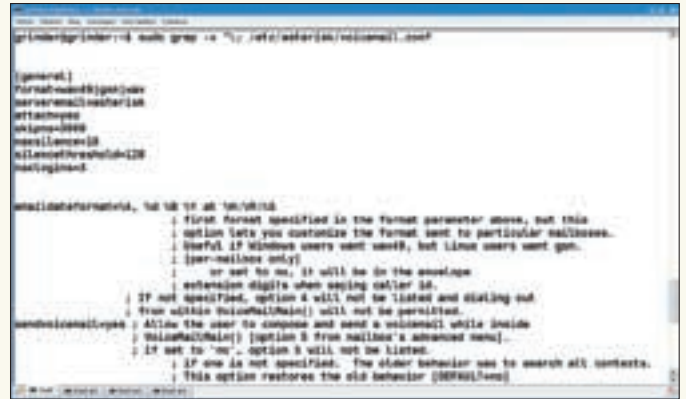 grinder@grinder:~$ sudo grep -v ^\; /etc/asterisk/voicemail.conf
[general]
format=wav49|gsm|wav
serveremail=asterisk
attach=yes
skipms=3000
maxsilence=10
silencethreshold=128
maxlogins=3
emaildateformat=%A, %d %B %Y at %H:%M:%S
; first format specified in the format parameter above, but this
; option lets you customize the format sent to particular mailboxes.
; Useful if Windows users want wav49, but Linux users want gsm.
; [per-mailbox only]
; or set to no, it will be in the envelope
; extension digits when saying caller id.
; If not specified, option 4 will not be listed and dialing out
; from within VoiceMailMain() will not be permitted.
sendvoicemail=yes ; Allow the user to compose and send a voicemail while inside
; VoiceMailMain() [option 5 from mailbox's advanced menu].
; If set to 'no', option 5 will not be listed.
; if one is not specified. The older behavior was to search all contexts.
; This option restores the old behavior [DEFAULT=no]